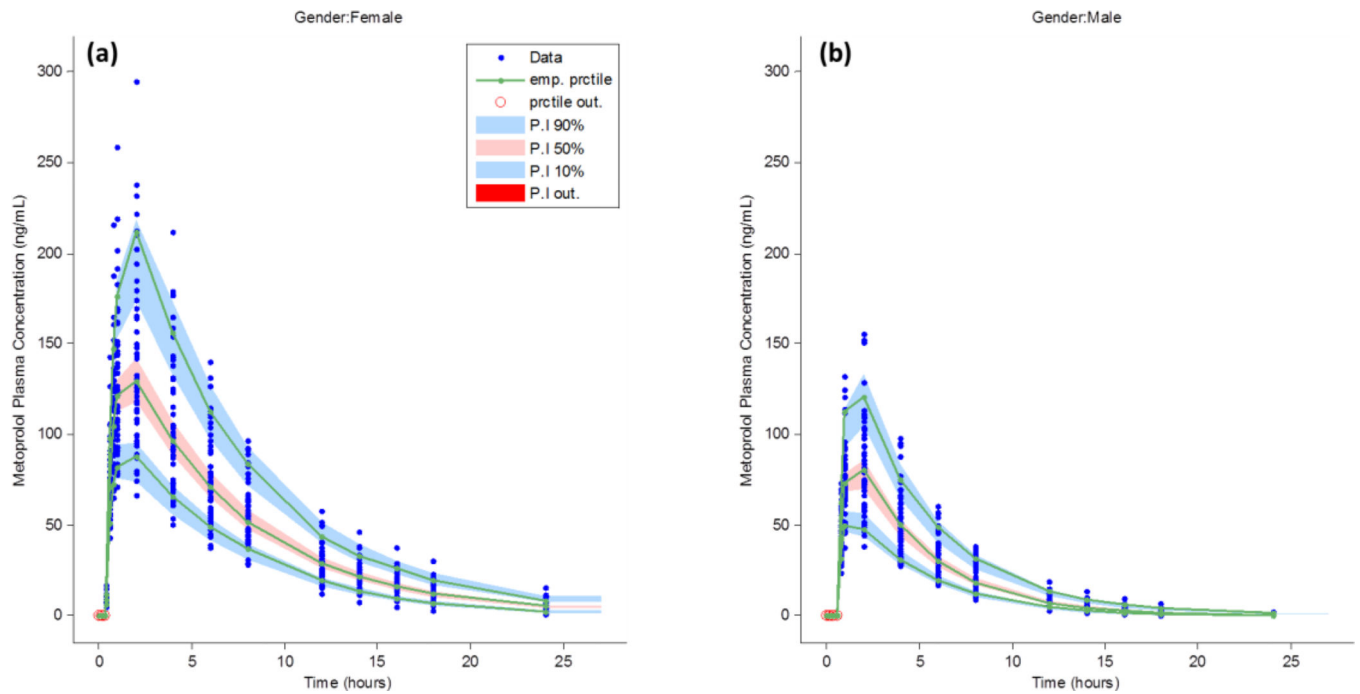 Gender:Female
(a)
Data
emp. prctile
prctile out.
P.I 90%
P.I 50%
P.I 10%
P.I out.
300
250
200
150
100
50
0
Metoprolol Plasma Concentration (ng/mL)
0 5 10 15 20 25
Time (hours)
Gender:Male
(b)
300
250
200
150
100
50
0
Metoprolol Plasma Concentration (ng/mL)
0 5 10 15 20 25
Time (hours)